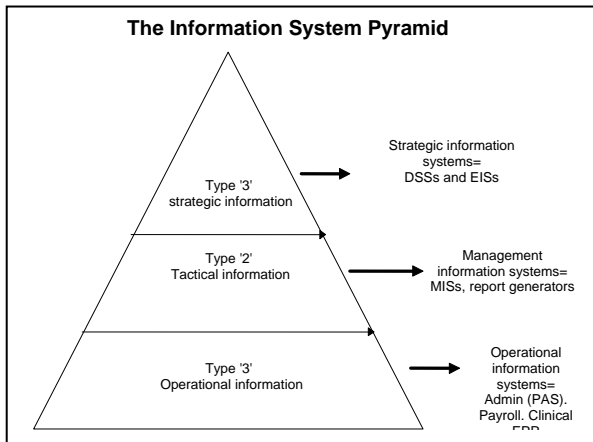 The Information System Pyramid
Type '3'
strategic information
Strategic information
systems=
DSSs and EISs
Type '2'
Tactical information
Management
information systems=
MISs, report generators
Type '3'
Operational information
Operational
information
systems=
Admin (PAS).
Payroll. Clinical